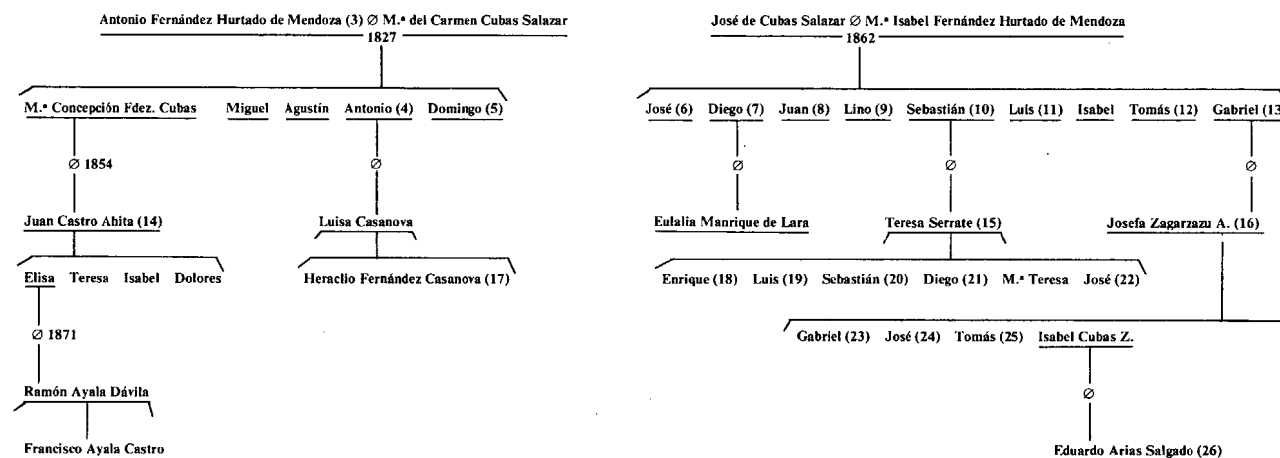 Antonio Fernández Hurtado de Mendoza (3) Ø M.ª del Carmen Cubas Salazar
1827
M.ª Concepción Fdez. Cubas Miguel Agustín Antonio (4) Domingo (5)
Ø 1854 Ø
Juan Castro Ahita (14) Luisa Casanova
Elisa Teresa Isabel Dolores Heraclio Fernández Casanova (17)
Ø 1871
Ramón Ayala Dávila
Francisco Ayala Castro
José de Cubas Salazar Ø M.ª Isabel Fernández Hurtado de Mendoza
1862
José (6) Diego (7) Juan (8) Lino (9) Sebastián (10) Luis (11) Isabel Tomás (12) Gabriel (13
Ø Ø Ø
Eulalia Manrique de Lara Teresa Serrate (15) Josefa Zagarzazu A. (16)
Enrique (18) Luis (19) Sebastián (20) Diego (21) M.ª Teresa José (22)
Gabriel (23) José (24) Tomás (25) Isabel Cubas Z.
Ø
Eduardo Arias Salgado (26)